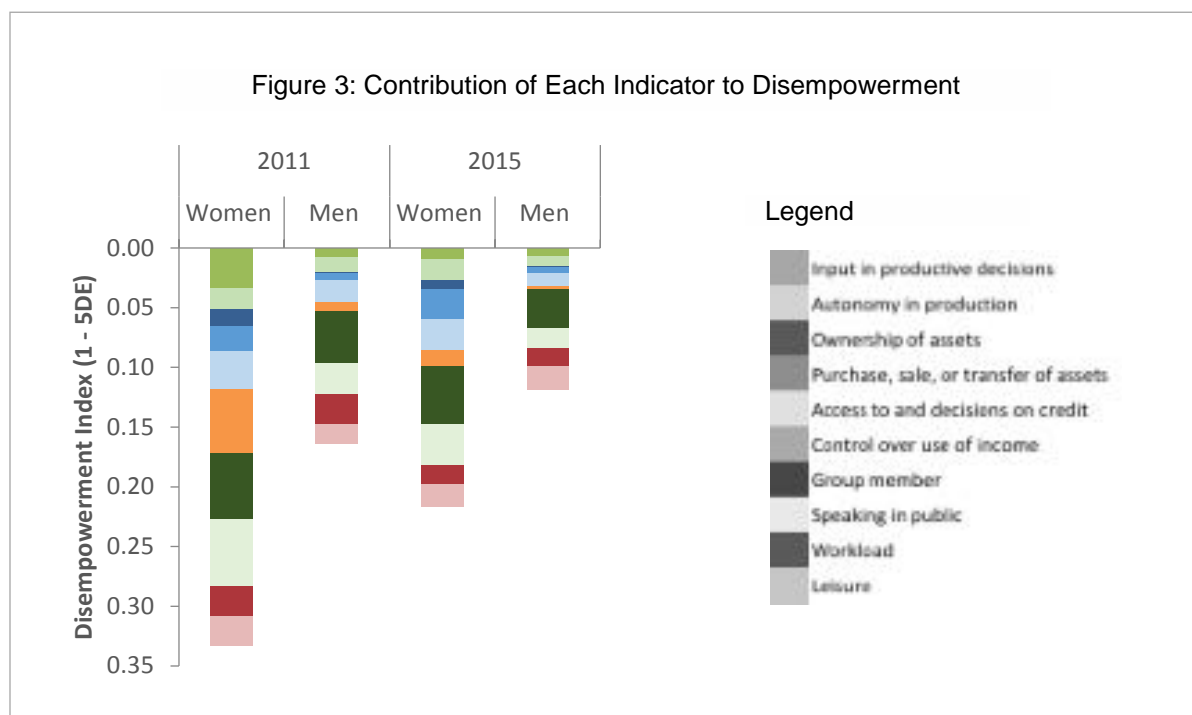 Figure 3: Contribution of Each Indicator to Disempowerment
2011 2015
Women Men Women Men
Legend
0.00
0.05
0.10
0.15
0.20
0.25
0.30
0.35
Disempowerment Index (1 - 5DE)
Input in productive decisions
Autonomy in production
Ownership of assets
Purchase, sale, or transfer of assets
Access to and decisions on credit
Control over use of income
Group member
Speaking in public
Workload
Leisure